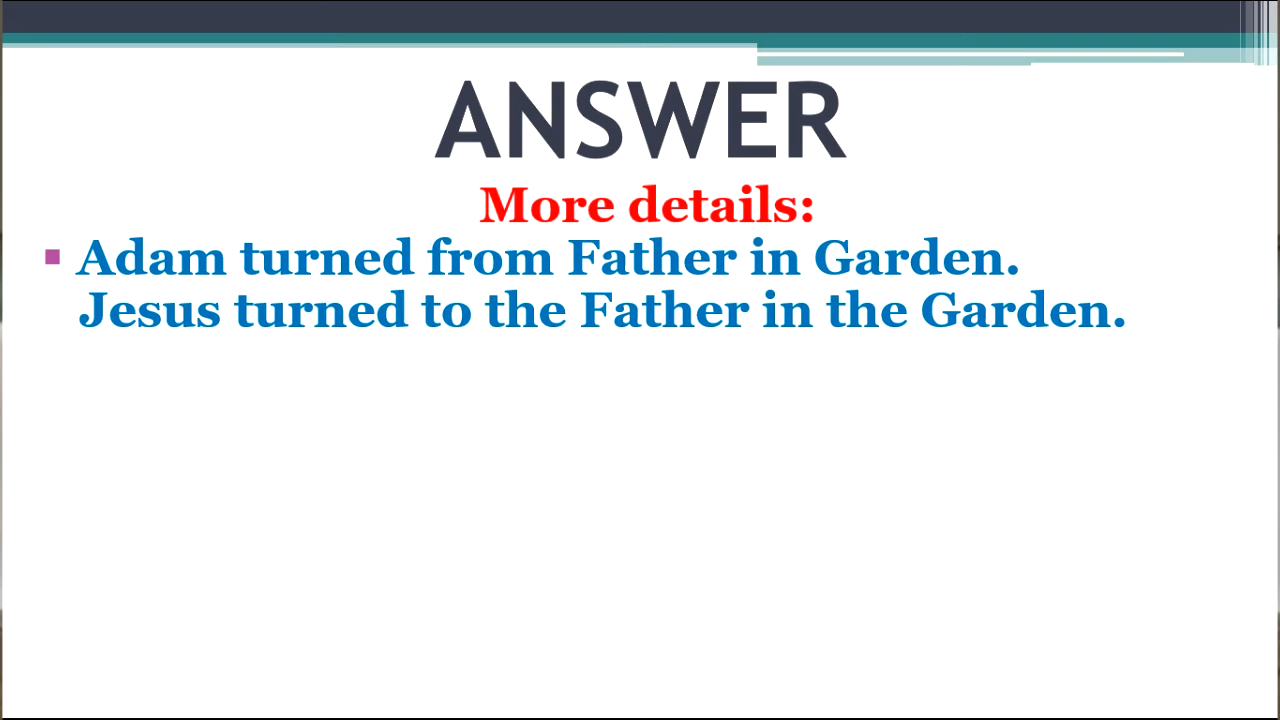 ANSWER
More details:
▪ Adam turned from Father in Garden.
Jesus turned to the Father in the Garden.